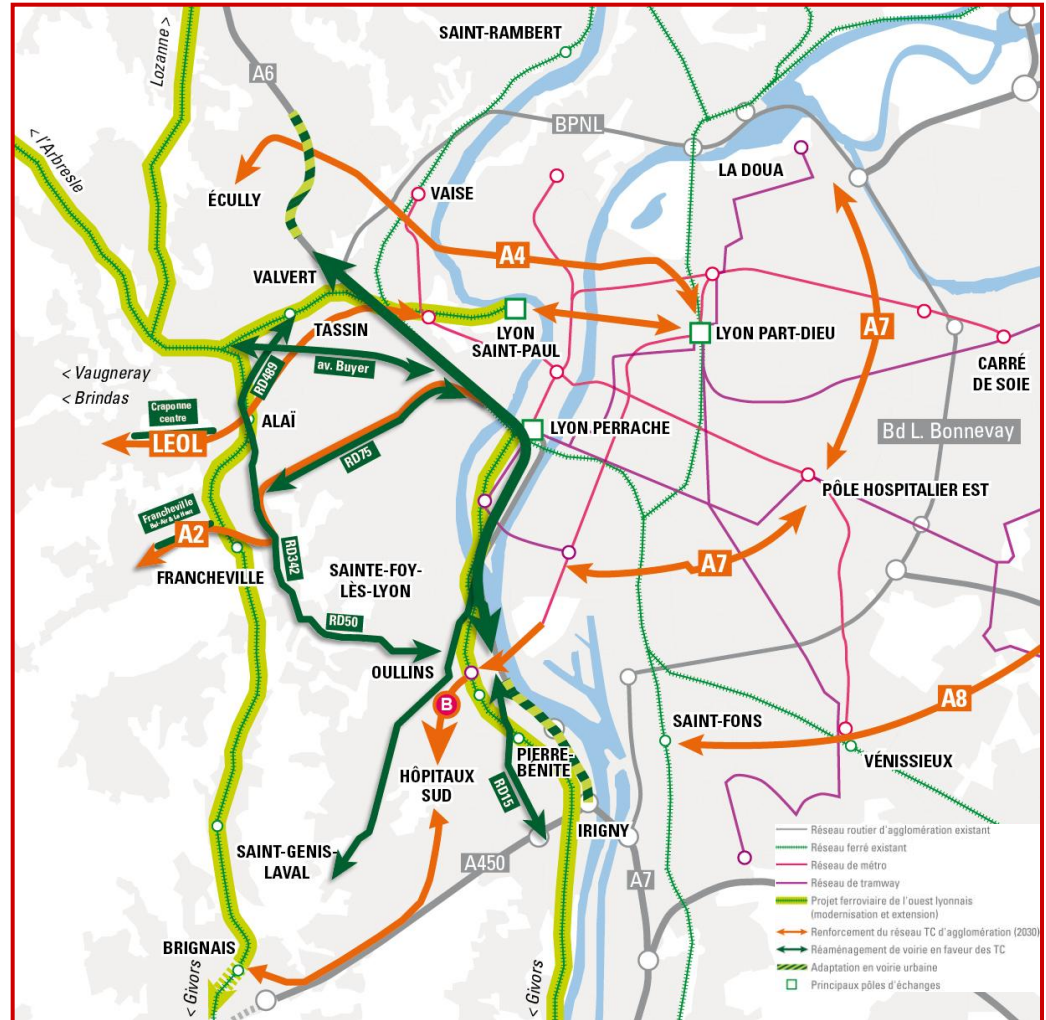 SAINT-RAMBERT
Lozanne >
A6
BPNL
< l'Arbresle
LA DOUA
ÉCULLY
VAISE
A4
VALVERT
TASSIN
LYON
SAINT-PAUL
LYON PART-DIEU
A7
CARRÉ
DE SOIE
RD489
av. Buyer
< Vaugneray
< Brindas
Craponne
centre
LEOL
ALAÏ
LYON PERRACHE
Bd L. Bonnevay
RD75
PÔLE HOSPITALIER EST
Francheville
Bel-Air & le Haut
A2
FRANCHEVILLE
RD342
SAINTE-FOY-
LÈS-LYON
A7
RD50
OULLINS
B
SAINT-FONS
A8
VÉNISSIEUX
PIERRE-
BÉNITE
HÔPITAUX
SUD
RD15
IRIGNY
SAINT-GENIS-
LAVAL
A450
A7
BRIGNAIS
< Givors
< Givors
Réseau routier d'agglomération existant
Réseau ferré existant
Réseau de métro
Réseau de tramway
Projet ferroviaire de l'ouest lyonnais
(modernisation et extension)
Renforcement du réseau TC d'agglomération (2030)
Réaménagement de voirie en faveur des TC
Adaptation en voirie urbaine
Principaux pôles d'échanges